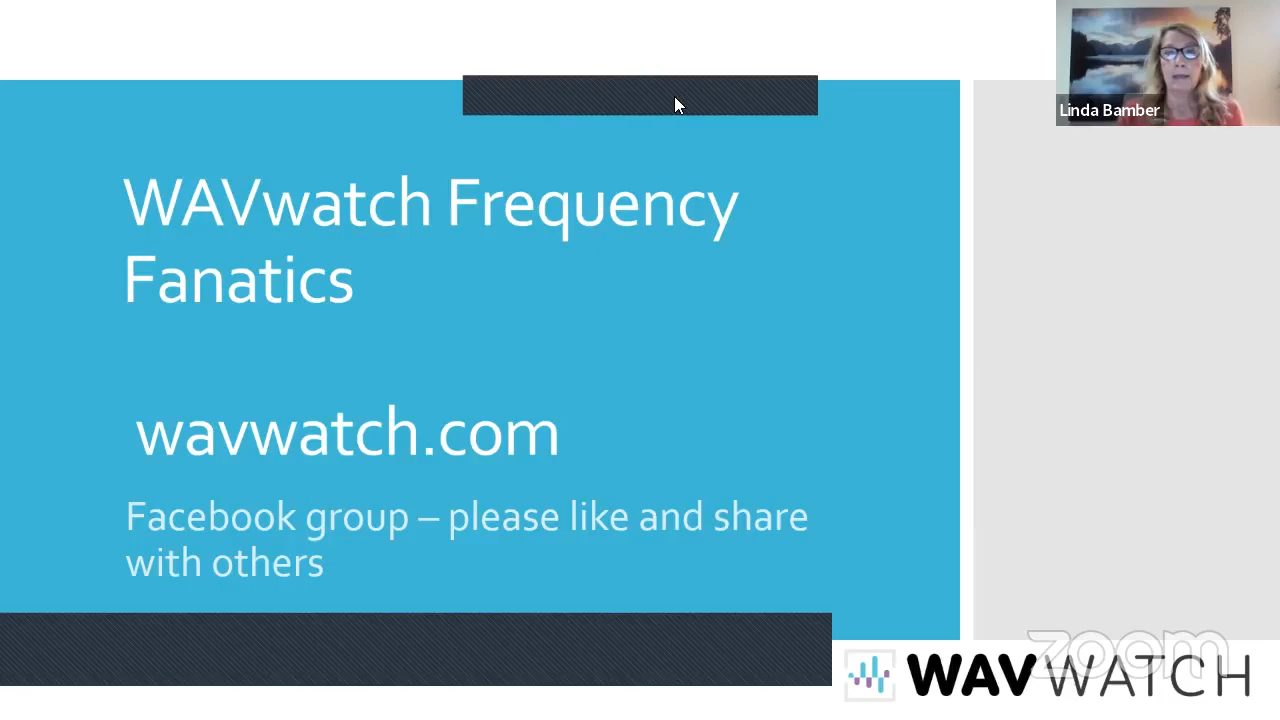 Linda Bamber
WAVwatch Frequency
Fanatics
wavwatch.com
Facebook group – please like and share
with others
zoom
WAVWATCH